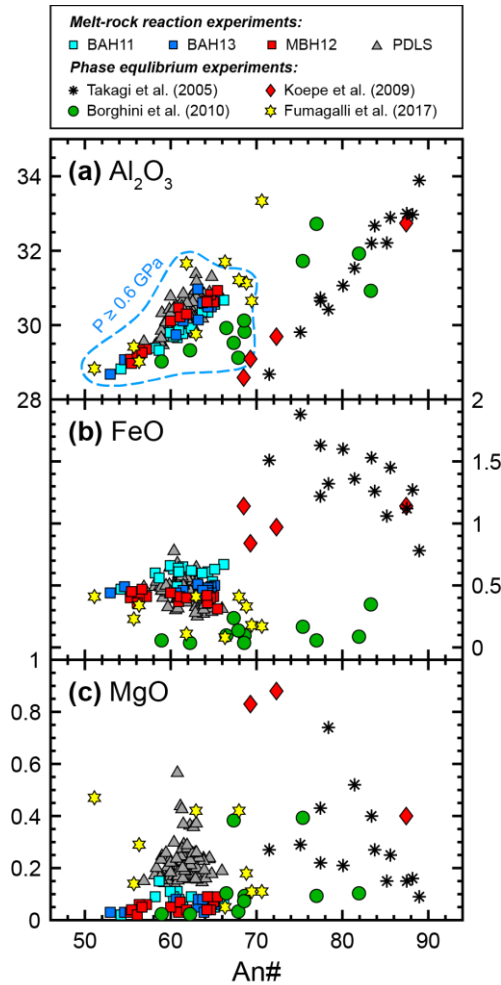 Melt-rock reaction experiments:
BAH11 BAH13 MBH12 PDLS
Phase equlibrium experiments:
Takagi et al. (2005) Koepe et al. (2009)
Borghini et al. (2010) Fumagalli et al. (2017)
(a) Al2O3
34
32
30
28
P ≥ 0.6 GPa
(b) FeO
2
1.5
1
0.5
0
(c) MgO
1
0.8
0.6
0.4
0.2
0
50 60 70 80 90
An#